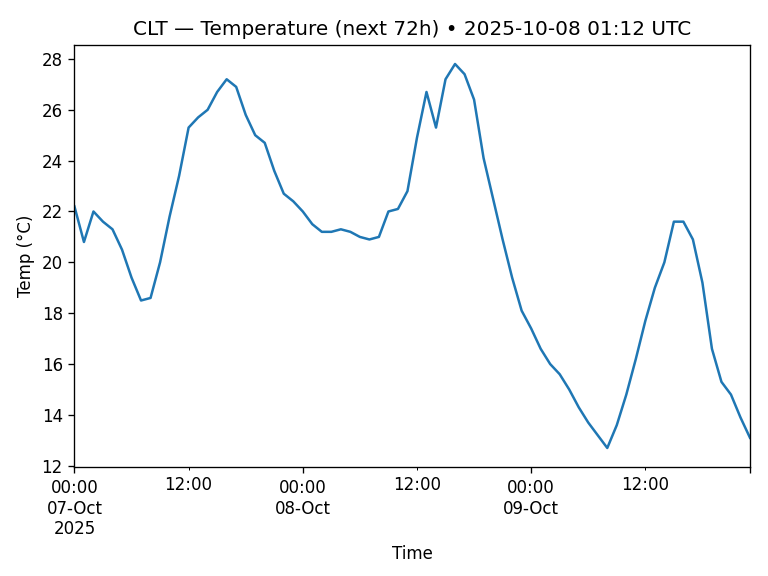 CLT — Temperature (next 72h) • 2025-10-08 01:12 UTC
28
26
24
22
20
18
16
14
12
Temp (°C)
00:00 12:00 00:00 12:00 00:00 12:00
07-Oct 08-Oct 09-Oct
2025
Time